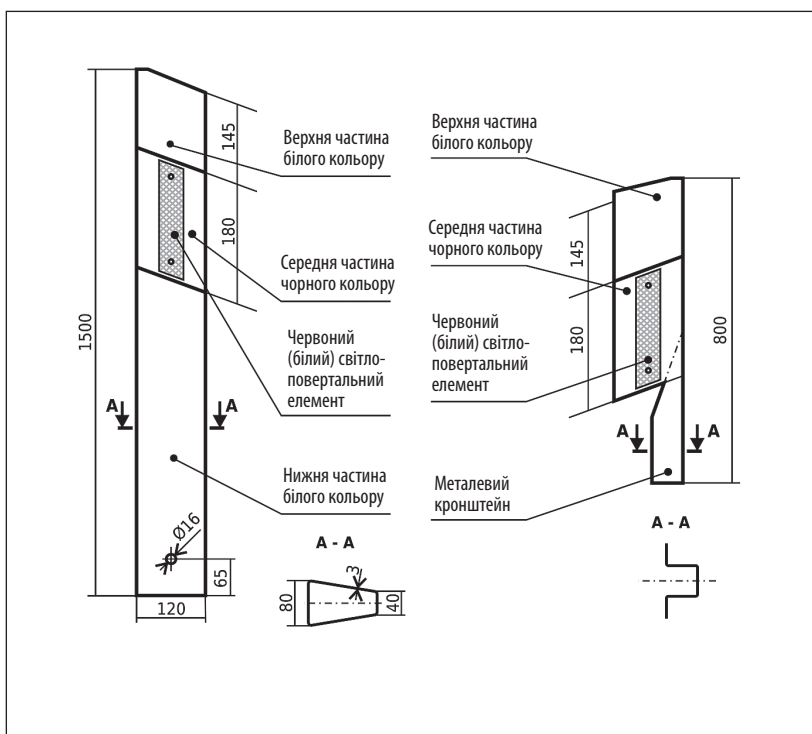 145
Верхня частина
білого кольору
180
Середня частина
чорного кольору
1500
Червоний
(білий) світло-
повертальний
елемент
А
А
Нижня частина
білого кольору
Ø16
65
120
А - А
80
3
40
Верхня частина
білого кольору
145
Середня частина
чорного кольору
180
Червоний
(білий) світло-
повертальний
елемент
800
А
А
Металевий
кронштейн
А - А